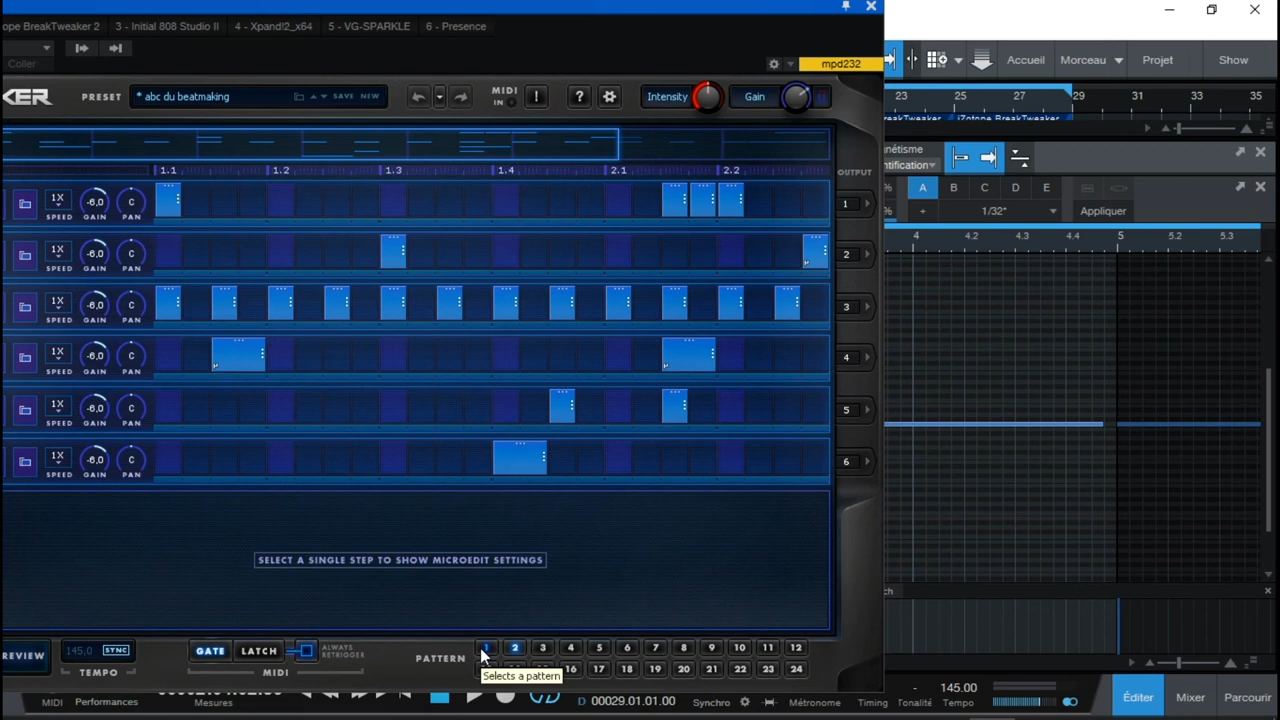 ope BreakTweaker 2 3 - Initial 808 Studio II 4 - Xpand!2_x64 5 - VG-SPARKLE 6 - Presence
Coller
mpd232
Accueil Morceau Projet Show
KER PRESET * abc du beatmaking SAVE NEW MIDI IN ! ? Intensity Gain
23 25 27 29 31 33 35
reakTweaker iZotope BreakTweaker
nétisme
ntification
1.1 1.2 1.3 1.4 2.1 2.2 OUTPUT
% A B C D E
% + 1/32" Appliquer
4 4.2 4.3 4.4 5 5.2 5.3
1X -6,0 C 1
SPEED GAIN PAN
1X -6,0 C 2
SPEED GAIN PAN
1X -6,0 C 3
SPEED GAIN PAN
1X -6,0 C 4
SPEED GAIN PAN
1X -6,0 C 5
SPEED GAIN PAN
1X -6,0 C 6
SPEED GAIN PAN
SELECT A SINGLE STEP TO SHOW MICROEDIT SETTINGS
ch
REVIEW 145,0 SYNC GATE LATCH ALWAYS RETRIGGER PATTERN 1 2 3 4 5 6 7 8 9 10 11 12
TEMPO MIDI 16 17 18 19 20 21 22 23 24
Selects a pattern
MIDI Performances Mesures D 00029.01.01.00 Synchro Métronome Timing Tonalité - 145.00 Tempo
Éditer Mixer Parcourir